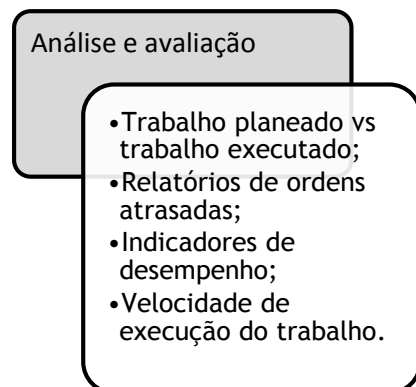 Análise e avaliação
•Trabalho planeado vs
trabalho executado;
•Relatórios de ordens
atrasadas;
•Indicadores de
desempenho;
•Velocidade de
execução do trabalho.